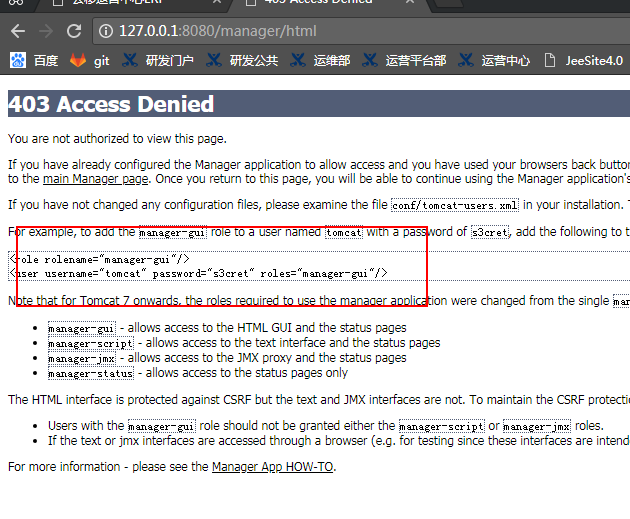 403 Access Denied
127.0.0.1:8080/manager/html
百度 git 研发门户 研发公共 运维部 运营平台部 运营中心 JeeSite4.0
403 Access Denied
You are not authorized to view this page.
If you have already configured the Manager application to allow access and you have used your browsers back button
to the main Manager page. Once you return to this page, you will be able to continue using the Manager application's
If you have not changed any configuration files, please examine the file conf/tomcat-users.xml in your installation. T
For example, to add the manager-gui role to a user named tomcat with a password of s3cret, add the following to t
<role rolename="manager-gui"/>
<user username="tomcat" password="s3cret" roles="manager-gui"/>
Note that for Tomcat 7 onwards, the roles required to use the manager application were changed from the single man
manager-gui - allows access to the HTML GUI and the status pages
manager-script - allows access to the text interface and the status pages
manager-jmx - allows access to the JMX proxy and the status pages
manager-status - allows access to the status pages only
The HTML interface is protected against CSRF but the text and JMX interfaces are not. To maintain the CSRF protectio
Users with the manager-gui role should not be granted either the manager-script or manager-jmx roles.
If the text or jmx interfaces are accessed through a browser (e.g. for testing since these interfaces are intend
For more information - please see the Manager App HOW-TO.